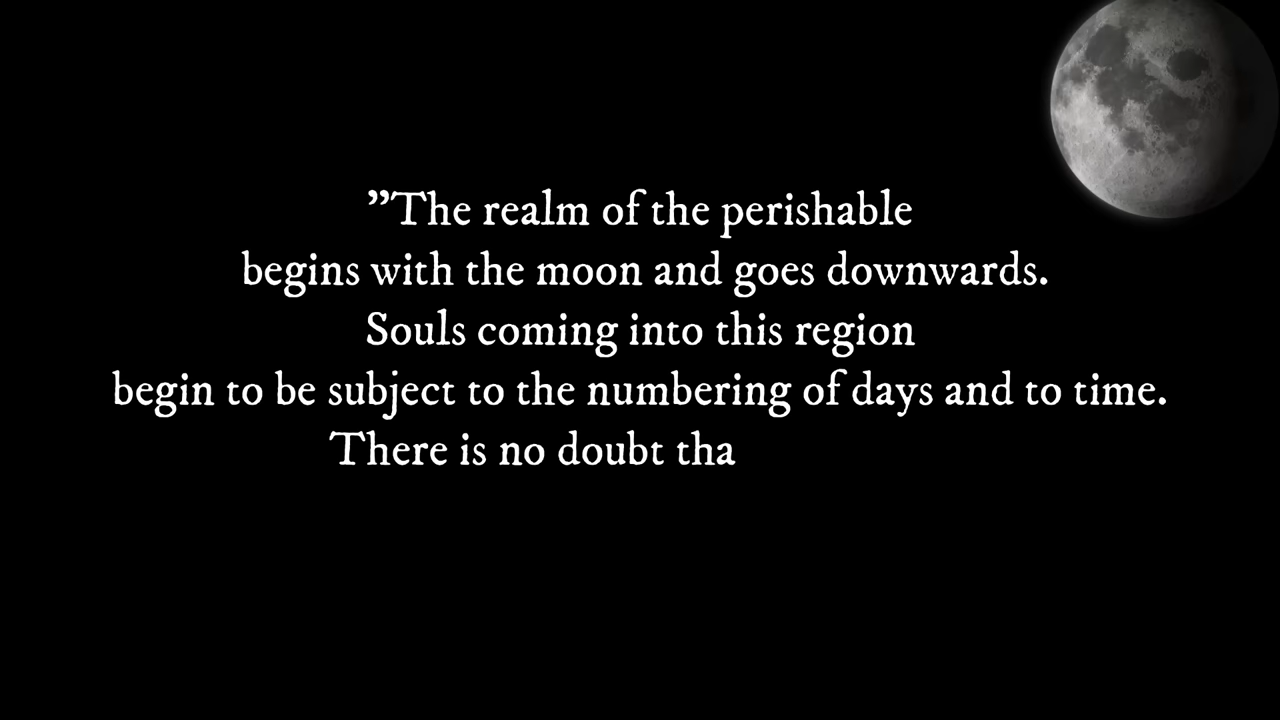 ”The realm of the perishable
begins with the moon and goes downwards.
Souls coming into this region
begin to be subject to the numbering of days and to time.
There is no doubt tha